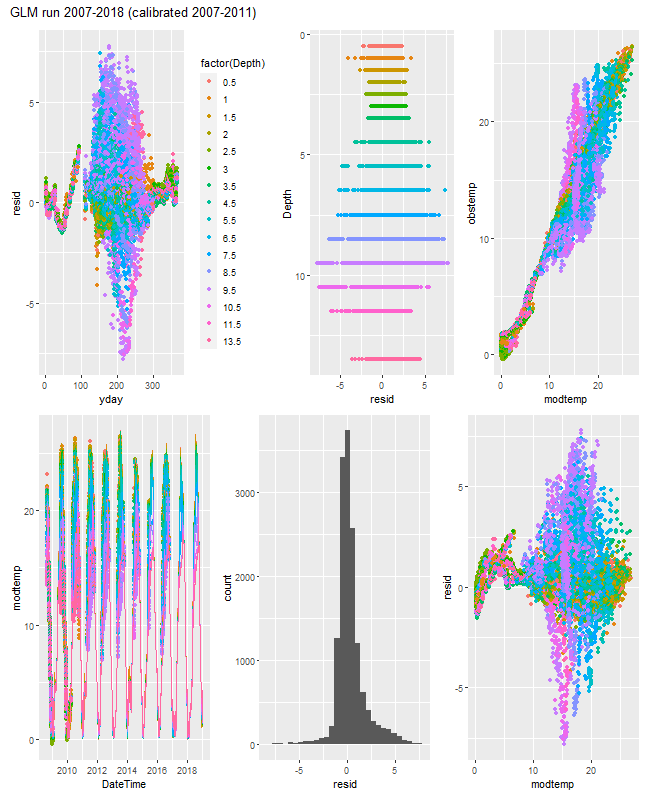 GLM run 2007-2018 (calibrated 2007-2011)
resid
5
0
-5
0 100 200 300
yday
factor(Depth)
0.5
1
1.5
2
2.5
3
3.5
4.5
5.5
6.5
7.5
8.5
9.5
10.5
11.5
13.5
Depth
0
5
10
-5 0 5
resid
obstemp
20
10
0
0 10 20
modtemp
modtemp
20
10
0
2010 2012 2014 2016 2018
DateTime
count
3000
2000
1000
0
-5 0 5
resid
resid
5
0
-5
0 10 20
modtemp